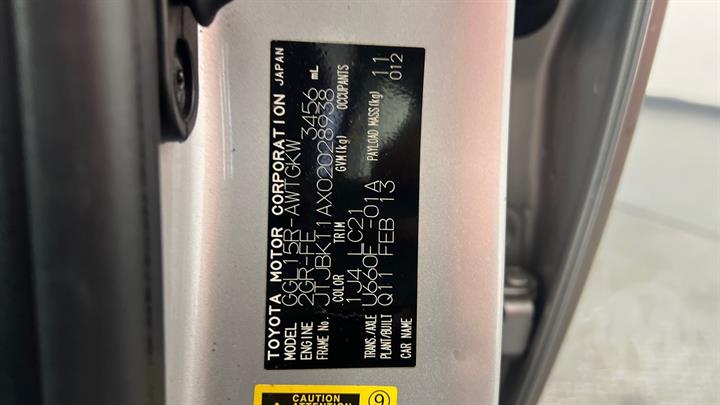 TOYOTA MOTOR CORPORATION JAPAN
MODEL GGL15R-AWTGKW
ENGINE 2GR-FE 3456 mL
FRAME No. JTJBK11AX02028938
COLOR TRIM GVM(kg) OCCUPANTS
1J4 LC21
TRANS./AXLE U660F -01A PAYLOAD MASS(kg) 11
PLANT/BUILT Q11 FEB 13 012
CAR NAME
CAUTION
ATTENTION
9